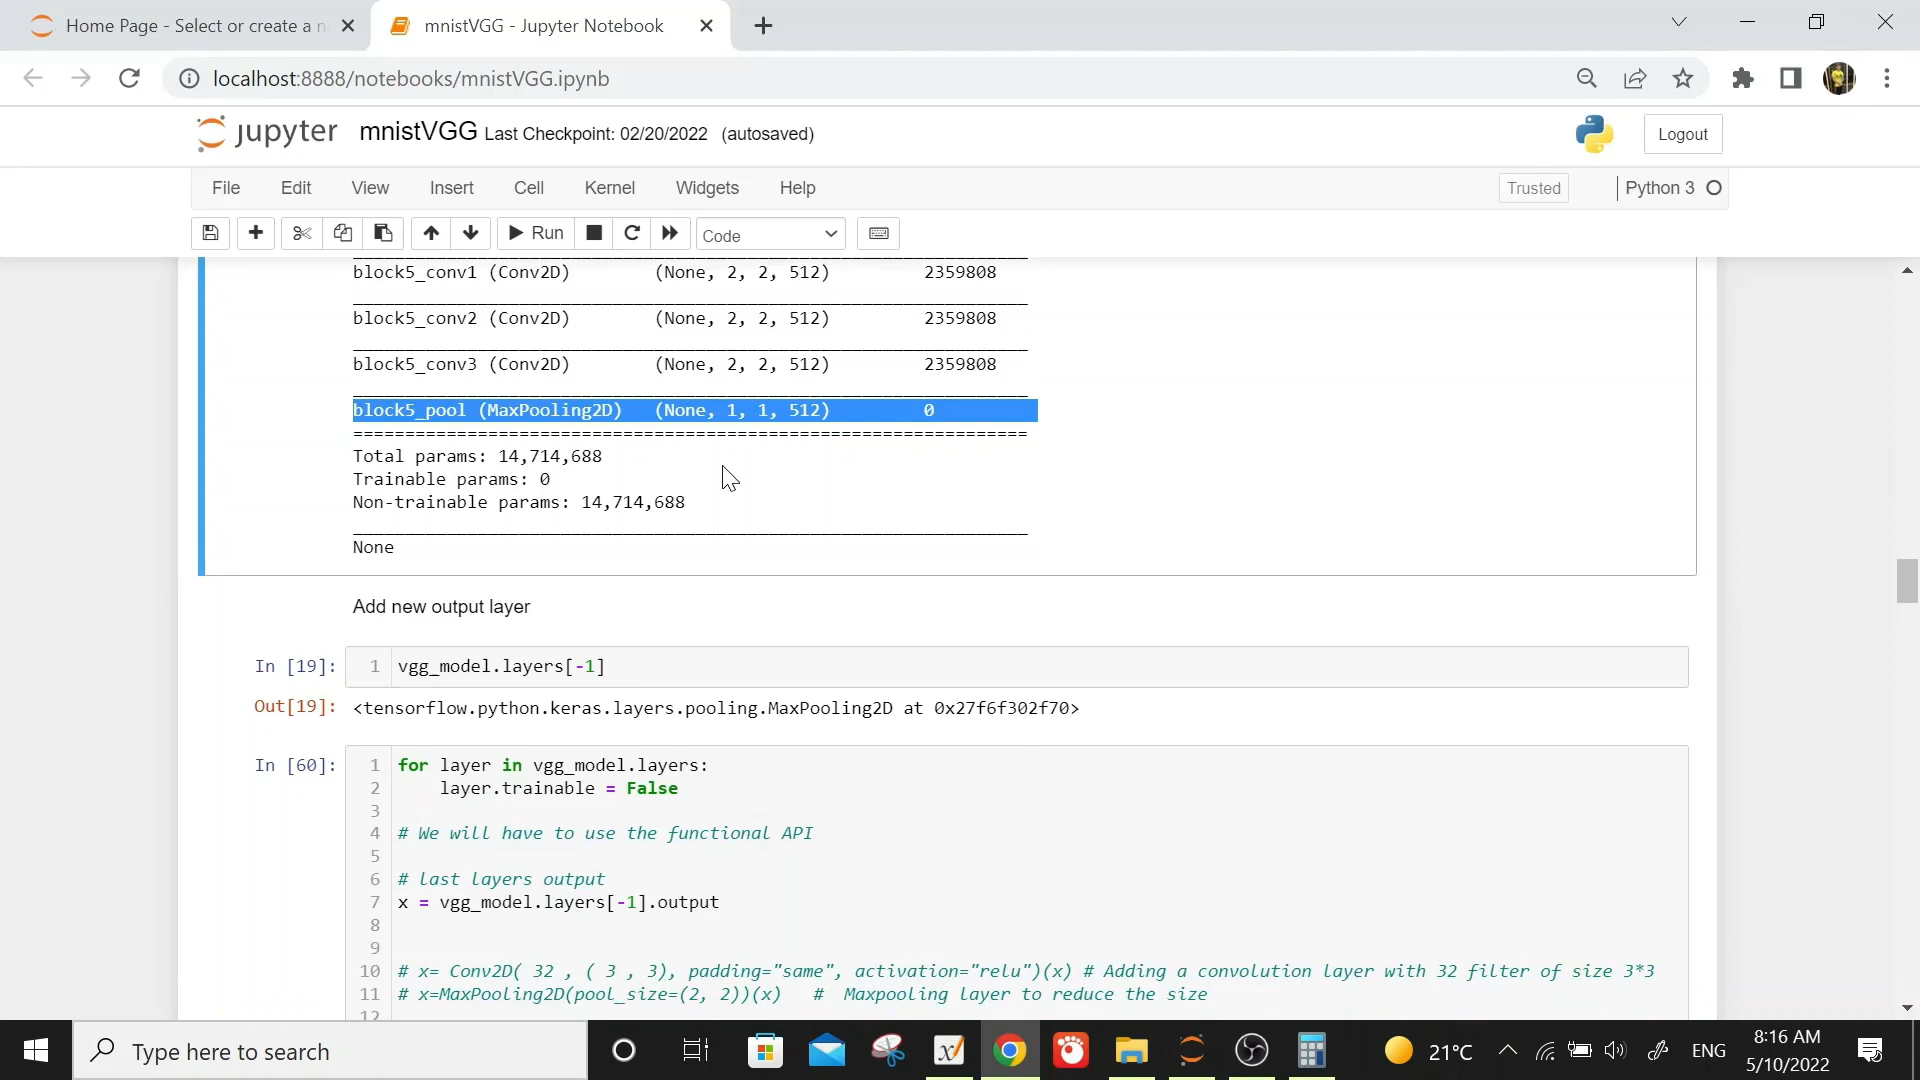 Home Page - Select or create a n
mnistVGG - Jupyter Notebook
localhost:8888/notebooks/mnistVGG.ipynb
jupyter mnistVGG Last Checkpoint: 02/20/2022 (autosaved)
Logout
File Edit View Insert Cell Kernel Widgets Help
Trusted
Python 3
Run
Code
block5_conv1 (Conv2D) (None, 2, 2, 512) 2359808
block5_conv2 (Conv2D) (None, 2, 2, 512) 2359808
block5_conv3 (Conv2D) (None, 2, 2, 512) 2359808
block5_pool (MaxPooling2D) (None, 1, 1, 512) 0
=================================================================
Total params: 14,714,688
Trainable params: 0
Non-trainable params: 14,714,688
_________________________________________________________________
None
Add new output layer
In [19]: 1 vgg_model.layers[-1]
Out[19]: <tensorflow.python.keras.layers.pooling.MaxPooling2D at 0x27f6f302f70>
In [60]: 1 for layer in vgg_model.layers:
2 layer.trainable = False
3
4 # We will have to use the functional API
5
6 # last layers output
7 x = vgg_model.layers[-1].output
8
9
10 # x= Conv2D( 32 , ( 3 , 3), padding="same", activation="relu")(x) # Adding a convolution layer with 32 filter of size 3*3
11 # x=MaxPooling2D(pool_size=(2, 2))(x) # Maxpooling layer to reduce the size
12
Type here to search
21°C
ENG
8:16 AM
5/10/2022